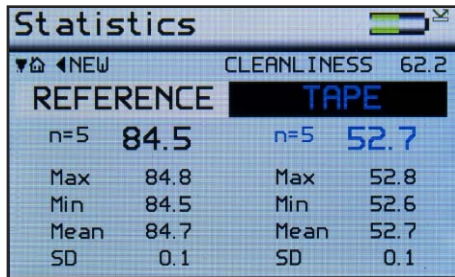 Statistics
NEW CLEANLINESS 62.2
REFERENCE TAPE
n=5 84.5 n=5 52.7
Max 84.8 Max 52.8
Min 84.5 Min 52.6
Mean 84.7 Mean 52.7
SD 0.1 SD 0.1